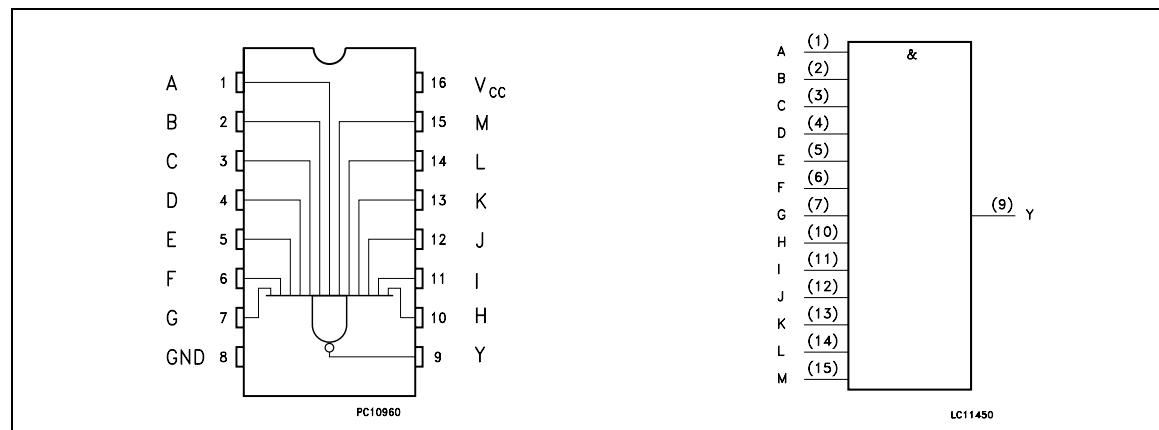 A 1 16 VCC
B 2 15 M
C 3 14 L
D 4 13 K
E 5 12 J
F 6 11 I
G 7 10 H
GND 8 9 Y
PC10960
&
A (1)
B (2)
C (3)
D (4)
E (5)
F (6)
G (7)
H (10)
I (11)
J (12)
K (13)
L (14)
M (15)
(9) Y
LC11450